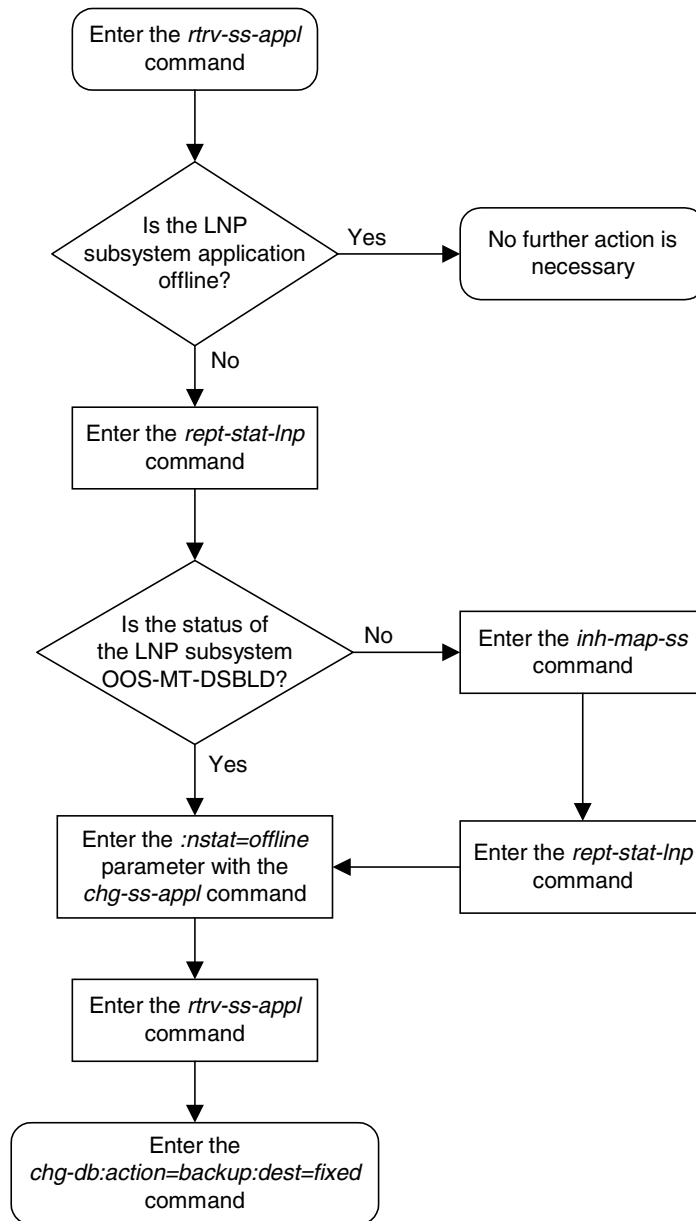 Enter the rtrv-ss-appl
command
Is the LNP
subsystem application
offline?
Yes
No further action is
necessary
No
Enter the rept-stat-lnp
command
Is the status of
the LNP subsystem
OOS-MT-DSBLD?
No
Enter the inh-map-ss
command
Yes
Enter the :nstat=offline
parameter with the
chg-ss-appl command
Enter the rept-stat-lnp
command
Enter the rtrv-ss-appl
command
Enter the
chg-db:action=backup:dest=fixed
command